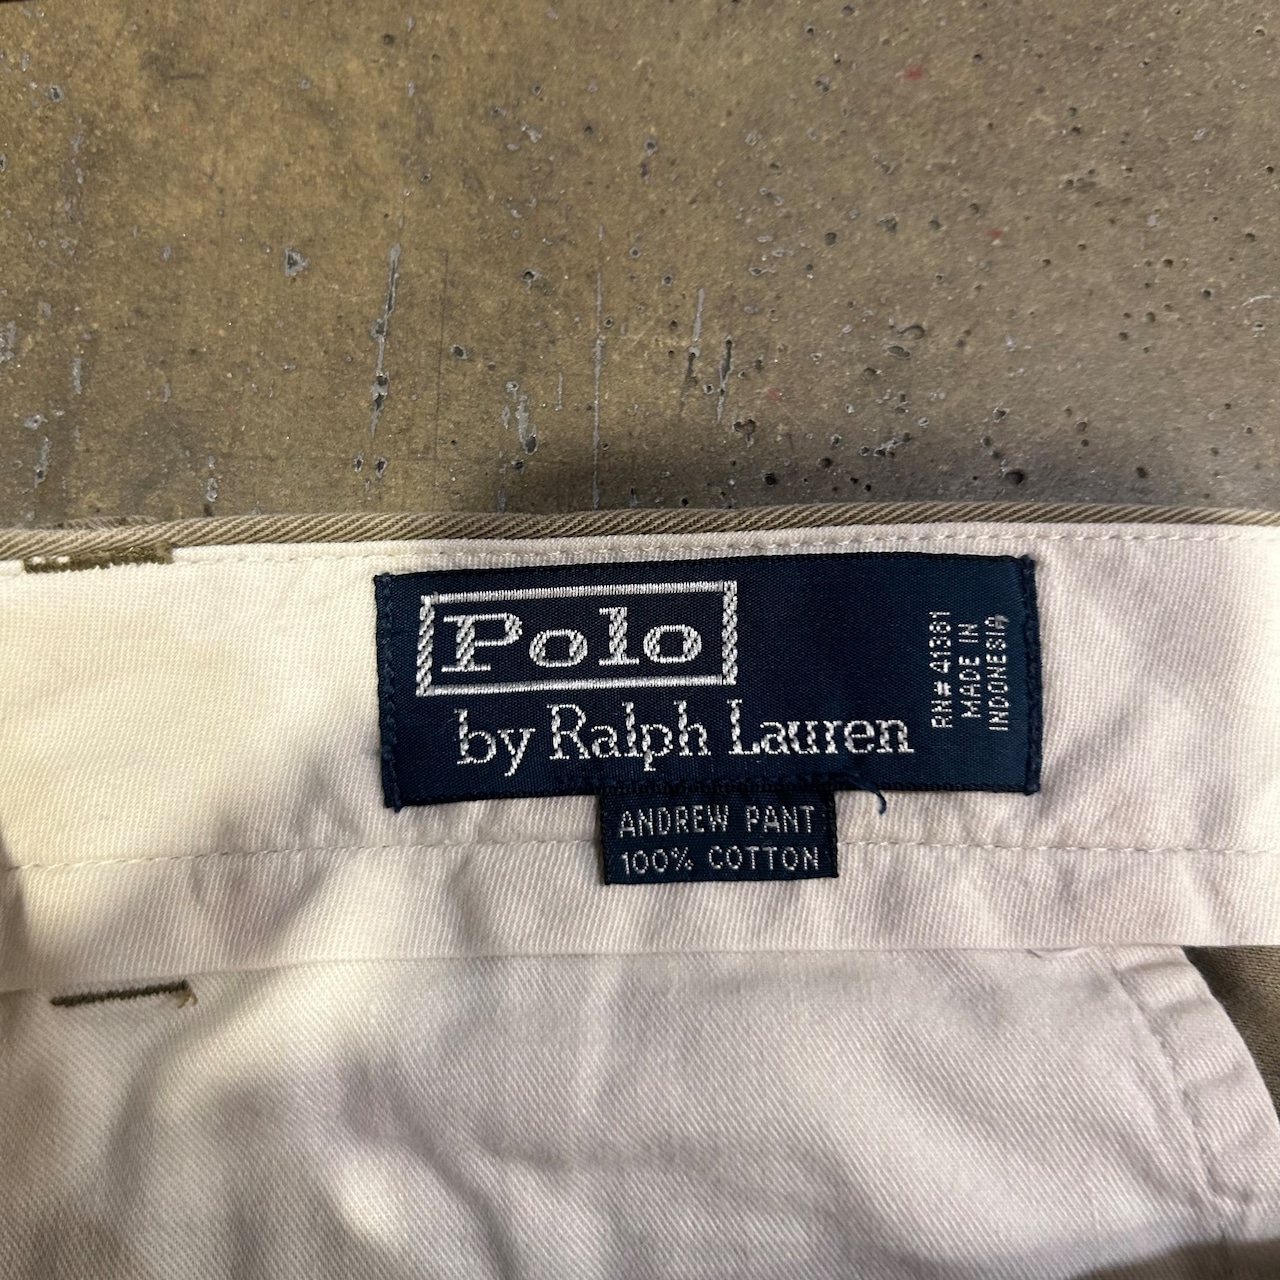 Polo
by Ralph Lauren
RN# 41381
MADE IN
INDONESIA
ANDREW PANT
100% COTTON